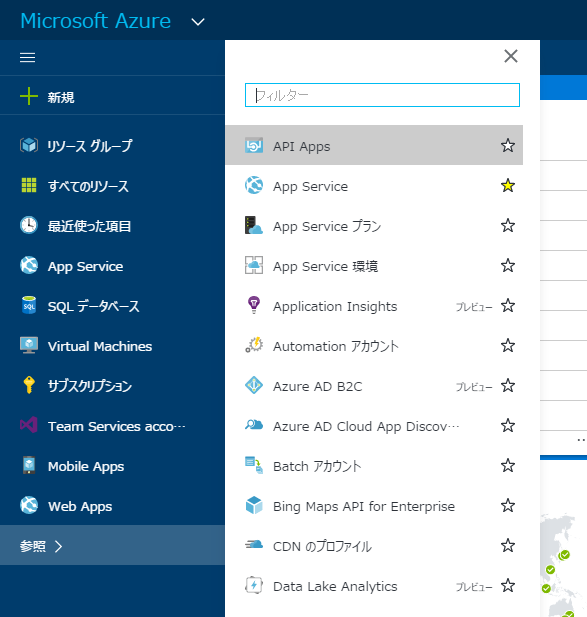 Microsoft Azure
新規
リソース グループ
すべてのリソース
最近使った項目
App Service
SQL データベース
Virtual Machines
サブスクリプション
Team Services acco…
Mobile Apps
Web Apps
参照
フィルター
API Apps
App Service
App Service プラン
App Service 環境
Application Insights プレビュー
Automation アカウント
Azure AD B2C プレビュー
Azure AD Cloud App Discov…
Batch アカウント
Bing Maps API for Enterprise
CDN のプロファイル
Data Lake Analytics プレビュー